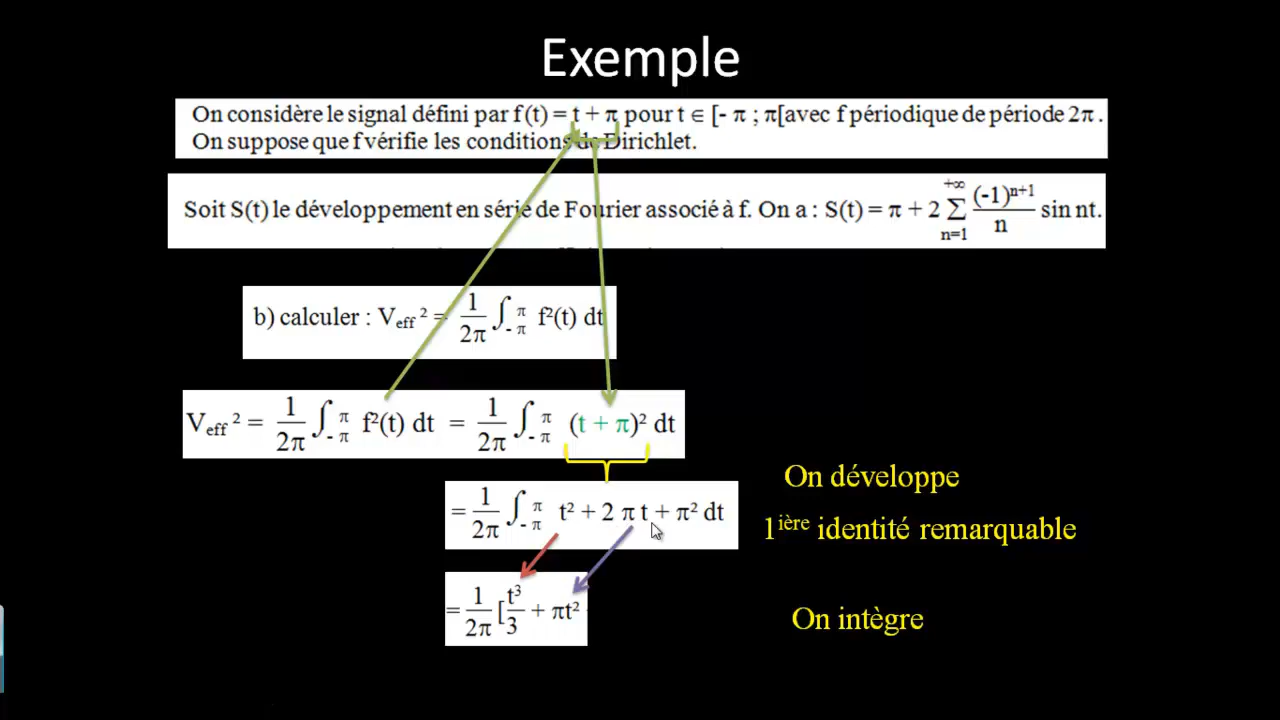 Exemple
On considère le signal défini par f(t) = t + π pour t ∈ [- π ; π[avec f périodique de période 2π.
On suppose que f vérifie les conditions de Dirichlet.
Soit S(t) le développement en série de Fourier associé à f. On a : S(t) = π + 2 Σ_{n=1}^{+∞} (-1)^{n+1}/n sin nt.
b) calculer : V_eff² = 1/2π ∫_{-π}^{π} f²(t) dt
V_eff² = 1/2π ∫_{-π}^{π} f²(t) dt = 1/2π ∫_{-π}^{π} (t + π)² dt
On développe
= 1/2π ∫_{-π}^{π} t² + 2 π t + π² dt
1ière identité remarquable
= 1/2π [t³/3 + πt²
On intègre